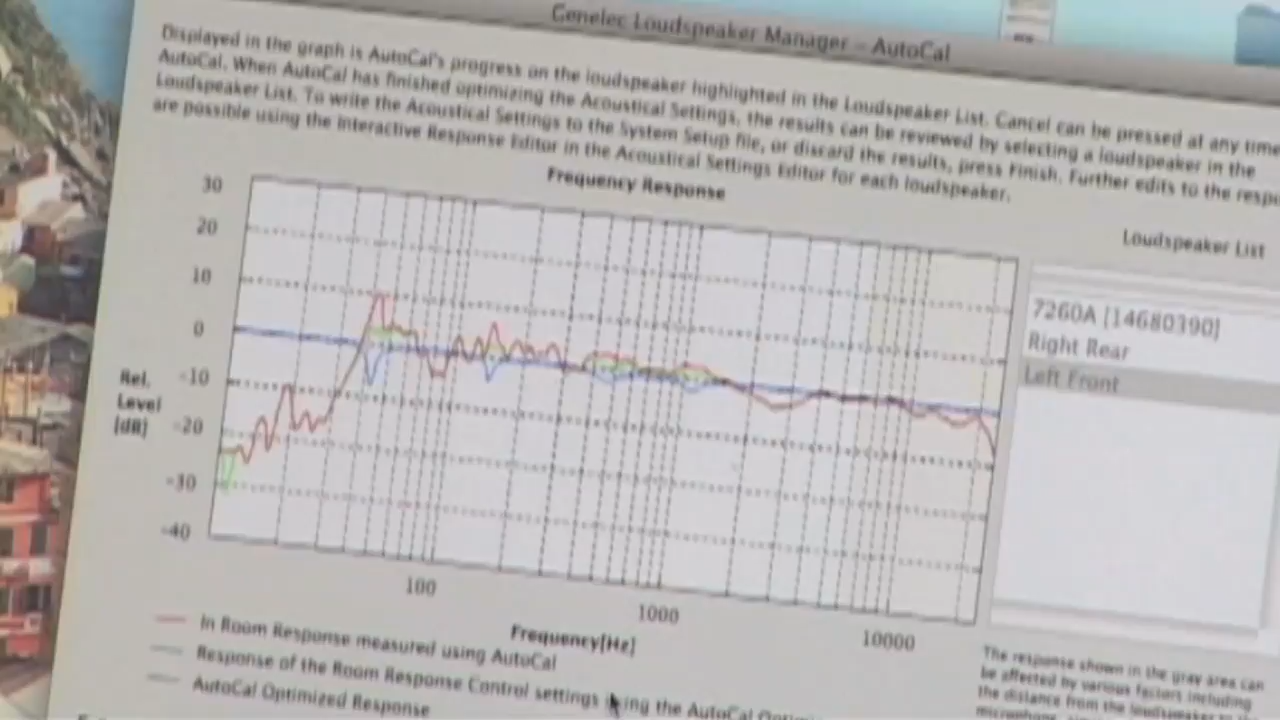 Genelec Loudspeaker Manager - AutoCal
Displayed in the graph is AutoCal's progress on the loudspeaker highlighted in the Loudspeaker List. Cancel can be pressed at any time
AutoCal. When AutoCal has finished optimizing the Acoustical Settings, the results can be reviewed by selecting a loudspeaker in the
Loudspeaker List. To write the Acoustical Settings to the System Setup file, or discard the results, press Finish. Further edits to the
are possible using the Interactive Response Editor in the Acoustical Settings Editor for each loudspeaker.
Frequency Response
Loudspeaker List
30
20
10
0
-10
-20
-30
-40
Rel.
Level
[dB]
7260A [14680390]
Right Rear
Left Front
100
1000
10000
Frequency[Hz]
In Room Response measured using AutoCal
Response of the Room Response Control settings using the AutoCal
AutoCal Optimized Response
The response shown in the gray area can
be affected by various factors including
the distance from the loudspeaker to the